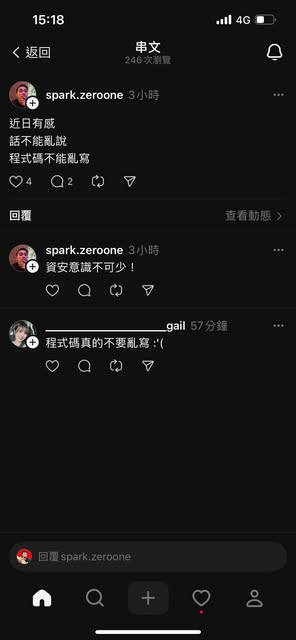 15:18
4G
返回
串文
246 次瀏覽
spark.zeroone 3小時
近日有感
話不能亂說
程式碼不能亂寫
4 2
回覆
查看動態
spark.zeroone 3小時
資安意識不可少！
____________________gail 57分鐘
程式碼真的不要亂寫 :'(
回覆 spark.zeroone